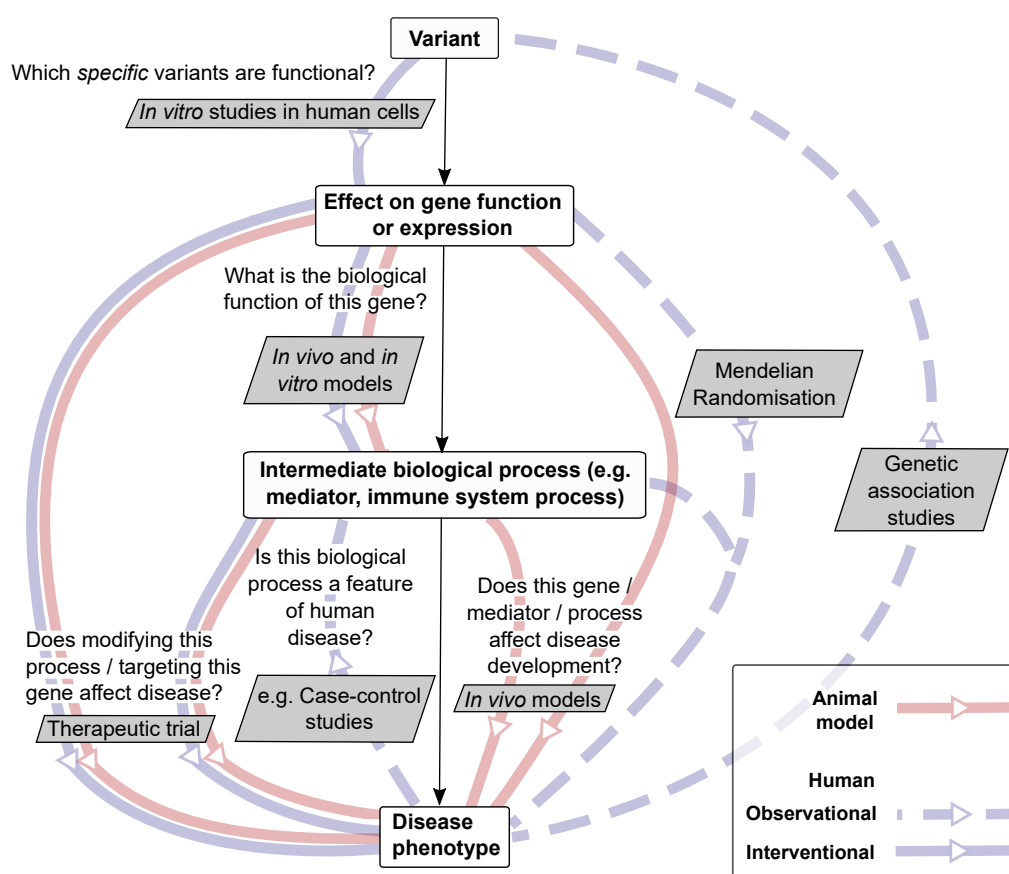 Variant
Which specific variants are functional?
In vitro studies in human cells
Effect on gene function
or expression
What is the biological
function of this gene?
In vivo and in
vitro models
Mendelian
Randomisation
Intermediate biological process (e.g.
mediator, immune system process)
Genetic
association
studies
Is this biological
process a feature
of human
disease?
Does this gene /
mediator / process
affect disease
development?
Does modifying this
process / targeting this
gene affect disease?
Therapeutic trial
e.g. Case-control
studies
In vivo models
Disease
phenotype
Animal
model
Human
Observational
Interventional